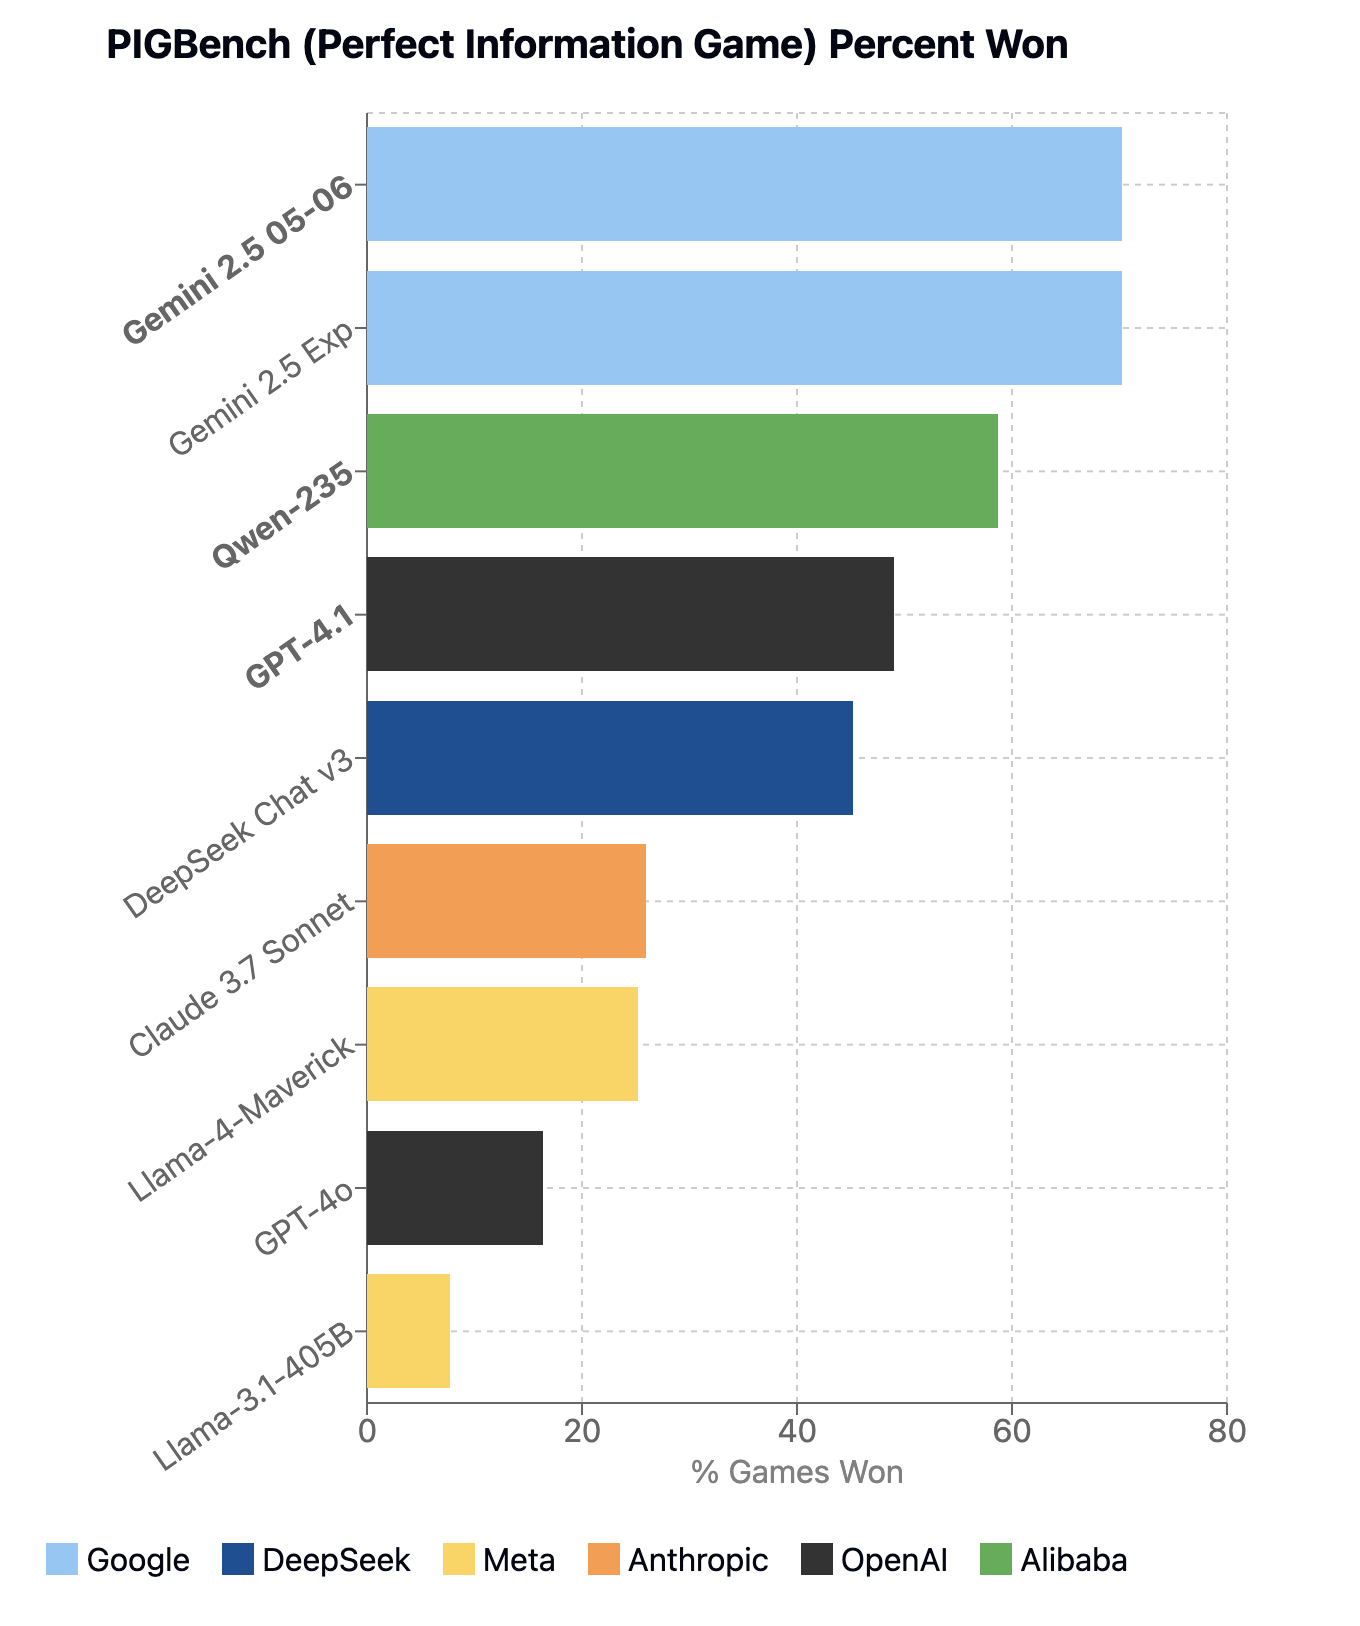 PIGBench (Perfect Information Game) Percent Won
Gemini 2.5 05-06
Gemini 2.5 Exp
Qwen-235
GPT-4.1
DeepSeek Chat v3
Claude 3.7 Sonnet
Llama-4-Maverick
GPT-4o
Llama-3.1-405B
0 20 40 60 80
% Games Won
Google DeepSeek Meta Anthropic OpenAI Alibaba